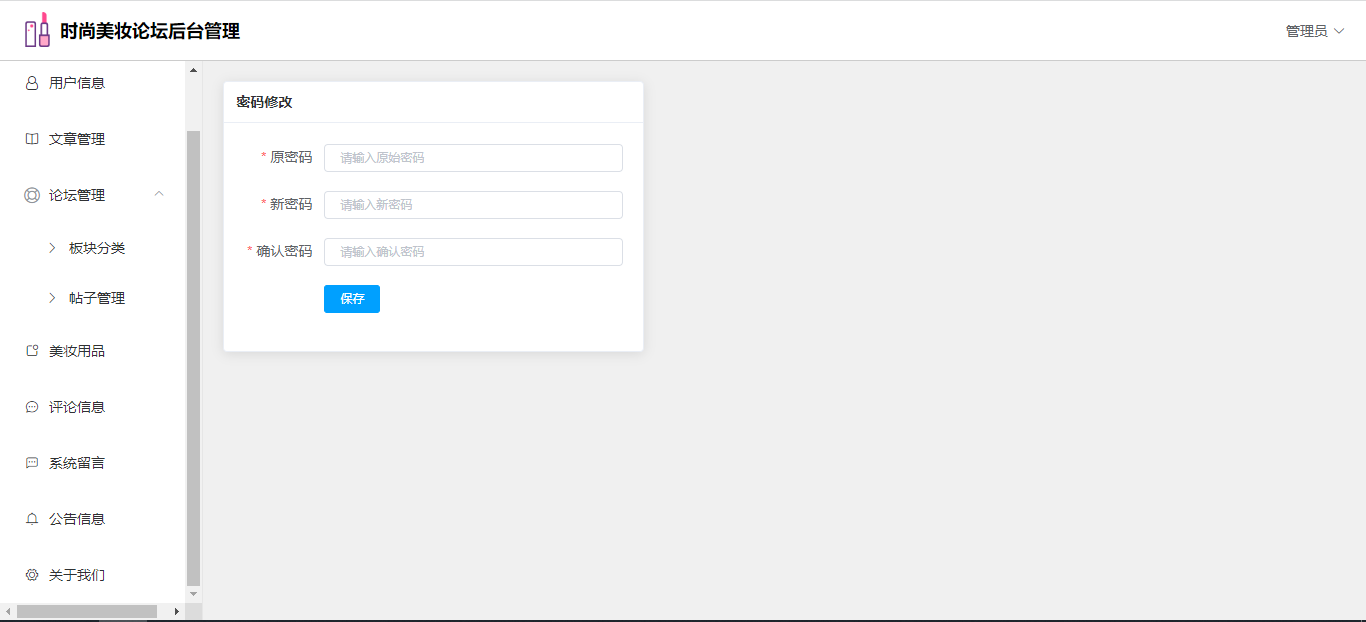 时尚美妆论坛后台管理
管理员
用户信息
文章管理
论坛管理
板块分类
帖子管理
美妆用品
评论信息
系统留言
公告信息
关于我们
密码修改
* 原密码
请输入原始密码
* 新密码
请输入新密码
* 确认密码
请输入确认密码
保存